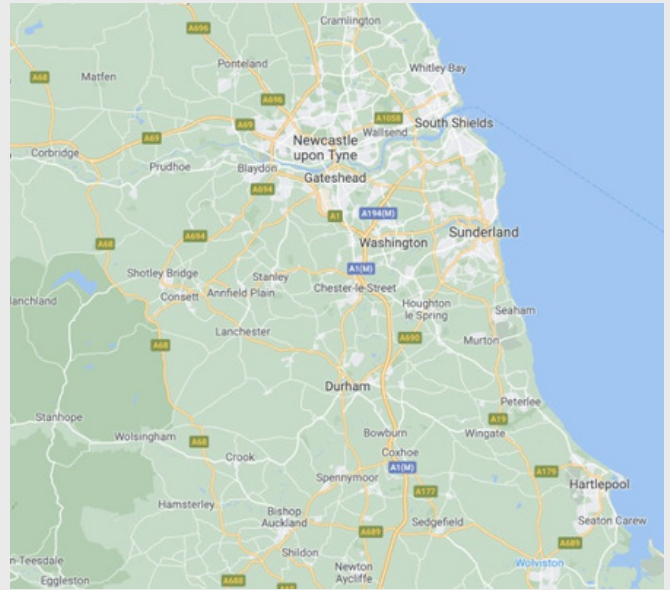 Cramlington
A696
Ponteland
Whitley Bay
A68
Matfen
A696
A1058
South Shields
A69
A69
Wallsend
Newcastle
upon Tyne
Corbridge
Prudhoe
Blaydon
Gateshead
A694
A1
A194(M)
Sunderland
A694
A68
Washington
A1(M)
Shotley Bridge
Stanley
Chester-le-Street
Consett
Annfield Plain
lanchland
Houghton
le Spring
Seaham
Lanchester
A690
Murton
A68
Durham
Peterlee
Stanhope
A19
Wolsingham
A68
Bowburn
Wingate
Crook
Coxhoe
A1(M)
A179
Spennymoor
Hartlepool
A177
Hamsterley
Bishop
Auckland
Sedgefield
Seaton Carew
A689
A689
Shildon
n-Teesdale
Newton
Aycliffe
Wolviston
Eggleston
A688